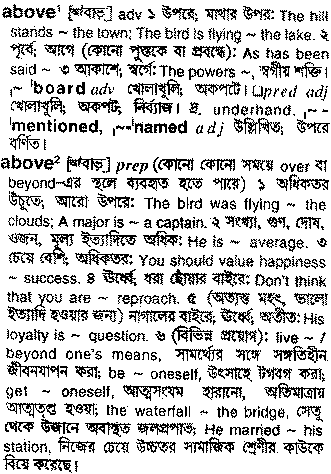 above¹ [অ্যাবাভ্] adv ১ উপরে, মাথার উপর: The hill
stands ~ the town; The bird is flying ~ the lake. ২
পূর্বে; আগে (কোনো পুস্তকে বা প্রবন্ধে): As has been
said ~ ৩ আকাশে; স্বর্গে: The powers ~, স্বর্গীয় শক্তি।
~ ˈboard adv খোলাখুলি; অকপটে। □pred adj
খোলাখুলি; অকপট, নির্ব্যাজ। দ্র. underhand. ~-
ˈmentioned, ~-ˈnamed adj উল্লিখিত; উপরে
বর্ণিত।
above² [অ্যাবাভ্] prep (কোনো কোনো সময়ে over বা
beyond-এর স্থলে ব্যবহৃত হতে পারে) ১ অধিকতর
উঁচুতে; আরো উপরে: The bird was flying ~ the
clouds; A major is ~ a captain. ২ সংখ্যা, গুণ, দোষ,
ওজন, মূল্য ইত্যাদিতে অধিক: He is ~ average. ৩
চেয়ে বেশি; অধিকতর: You should value happiness
~ success. ৪ ঊর্ধ্বে, ধরা ছোঁয়ার বাইরে: Don't think
that you are ~ reproach. ৫ (অত্যন্ত মহৎ, ভালো
ইত্যাদি হওয়ার জন্য) নাগালের বাইরে; ঊর্ধ্বে, অতীত: His
loyalty is ~ question. ৬ (বিভিন্ন প্রয়োগ): live ~/
beyond one's means, সামর্থ্যের সঙ্গে সঙ্গতিহীন
জীবনযাপন করা; be ~ oneself, উৎসাহে টগবগ করা;
get ~ oneself, আত্মসংযম হারানো, অতিমাত্রায়
আত্মতৃপ্ত হওয়া; the waterfall ~ the bridge, সেতু
থেকে উজানে অবস্থিত জলপ্রপাত; He married ~ his
station, নিজের চেয়ে উচ্চতর সামাজিক শ্রেণীর কাউকে
বিয়ে করেছে।